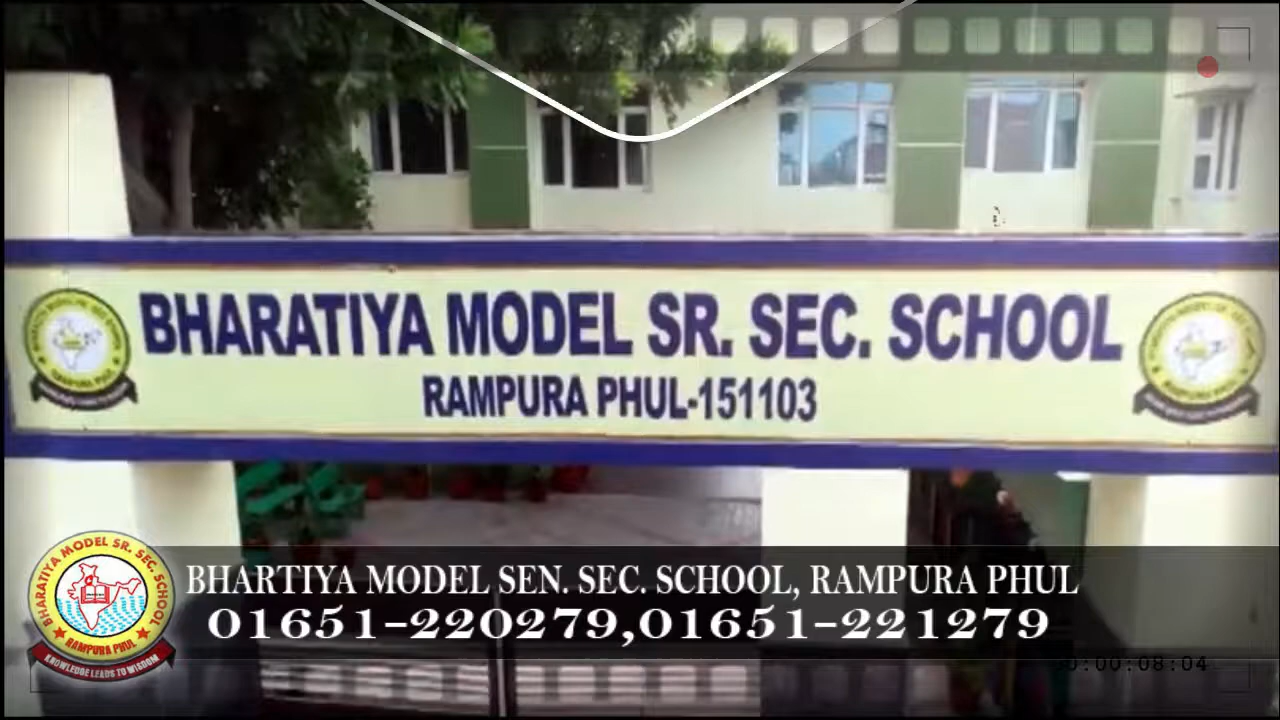 BHARATIYA MODEL SR. SEC. SCHOOL
RAMPURA PHUL-151103
BHARATIYA MODEL SR. SEC. SCHOOL
RAMPURA PHUL
KNOWLEDGE LEADS TO WISDOM
BHARTIYA MODEL SEN. SEC. SCHOOL, RAMPURA PHUL
01651-220279,01651-221279
:00:08:04